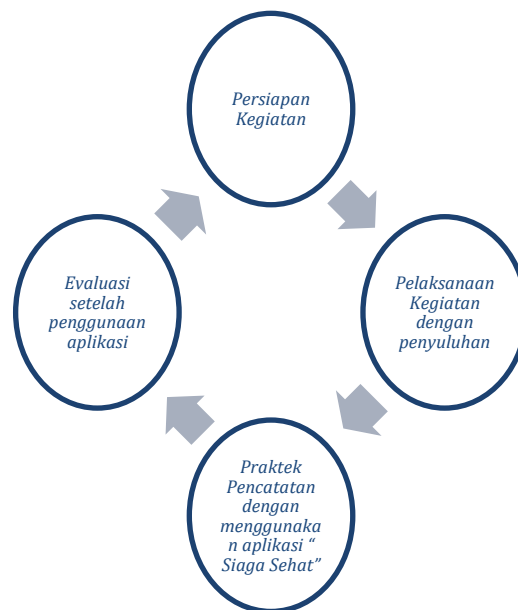 Persiapan
Kegiatan
Pelaksanaan
Kegiatan
dengan
penyuluhan
Praktek
Pencatatan
dengan
menggunaka
n aplikasi “
Siaga Sehat”
Evaluasi
setelah
penggunaan
aplikasi